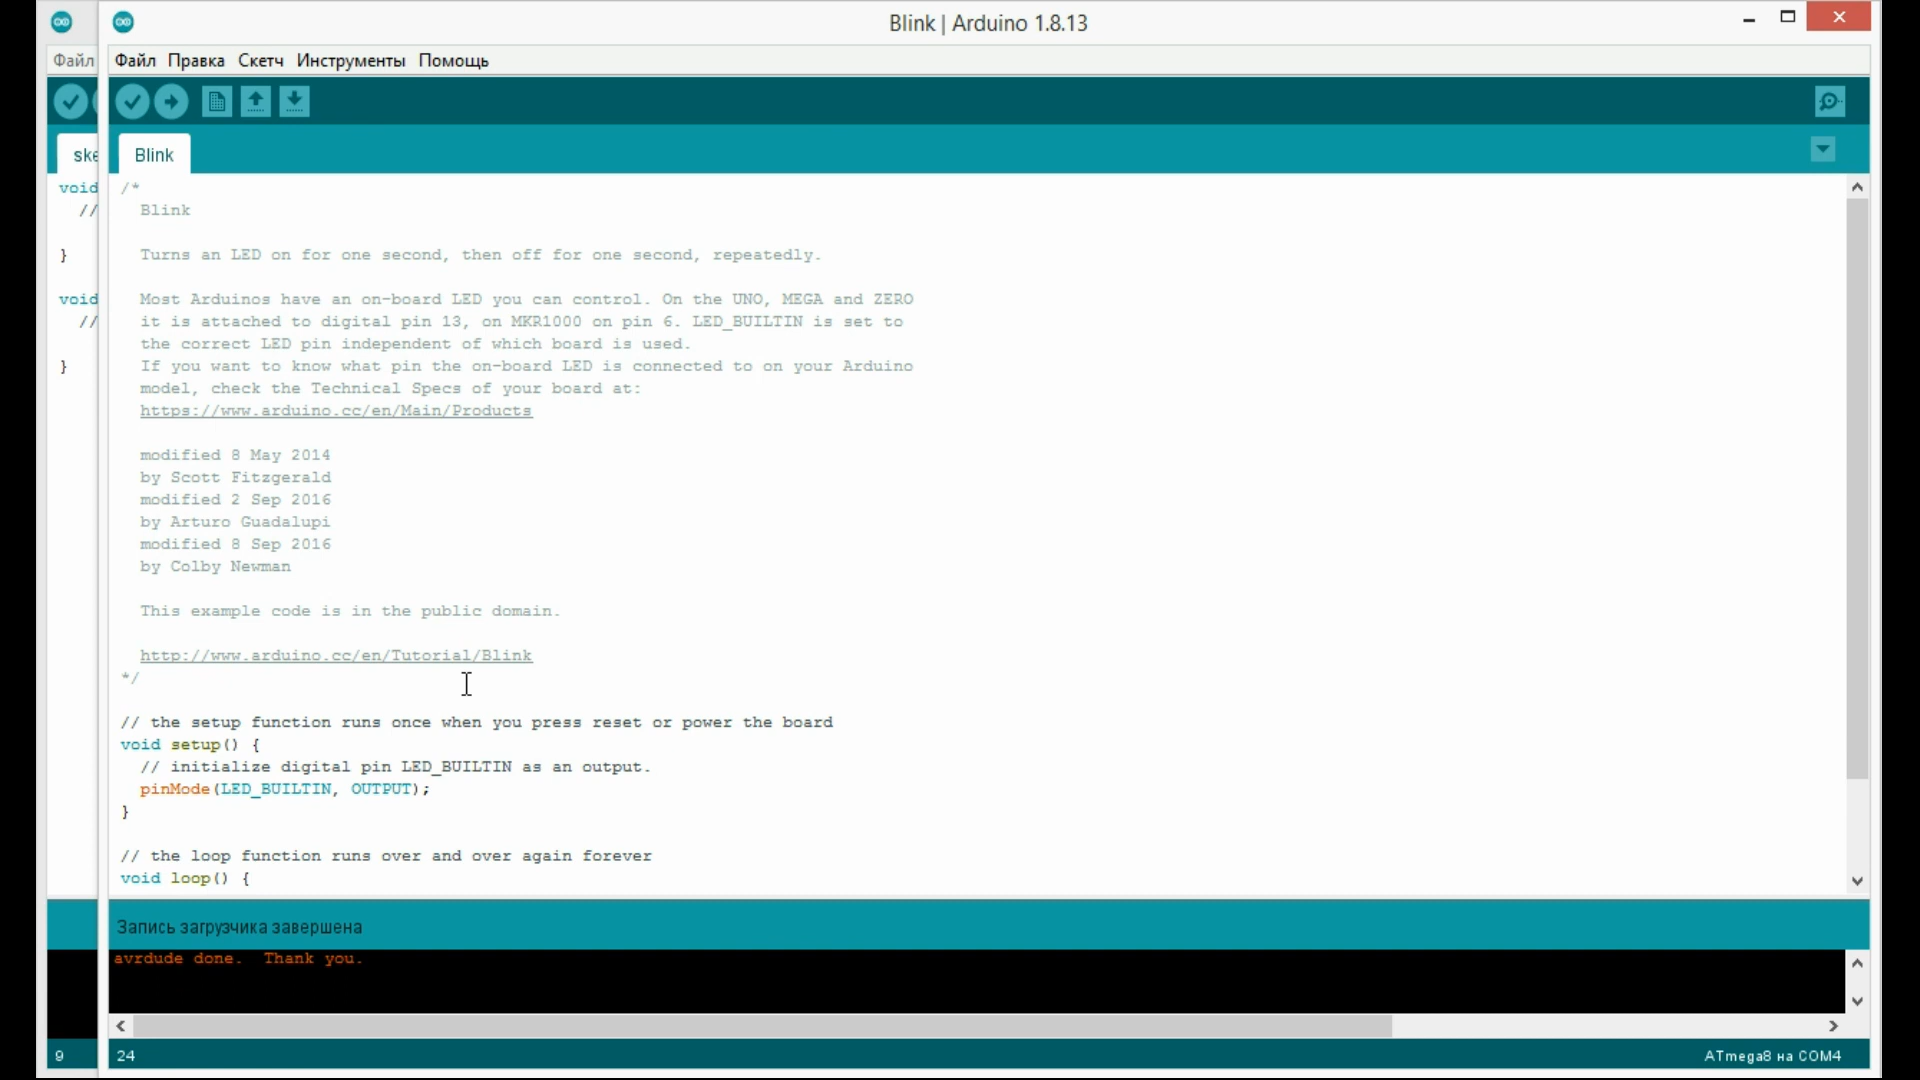 Blink | Arduino 1.8.13
Файл
Файл Правка Скетч Инструменты Помощь
ske
Blink
void
//
}
void
//
}
/*
Blink
Turns an LED on for one second, then off for one second, repeatedly.
Most Arduinos have an on-board LED you can control. On the UNO, MEGA and ZERO
it is attached to digital pin 13, on MKR1000 on pin 6. LED_BUILTIN is set to
the correct LED pin independent of which board is used.
If you want to know what pin the on-board LED is connected to on your Arduino
model, check the Technical Specs of your board at:
https://www.arduino.cc/en/Main/Products
modified 8 May 2014
by Scott Fitzgerald
modified 2 Sep 2016
by Arturo Guadalupi
modified 8 Sep 2016
by Colby Newman
This example code is in the public domain.
http://www.arduino.cc/en/Tutorial/Blink
*/
// the setup function runs once when you press reset or power the board
void setup() {
// initialize digital pin LED_BUILTIN as an output.
pinMode(LED_BUILTIN, OUTPUT);
}
// the loop function runs over and over again forever
void loop() {
Запись загрузчика завершена
avrdude done.  Thank you.
9
24
ATmega8 на COM4